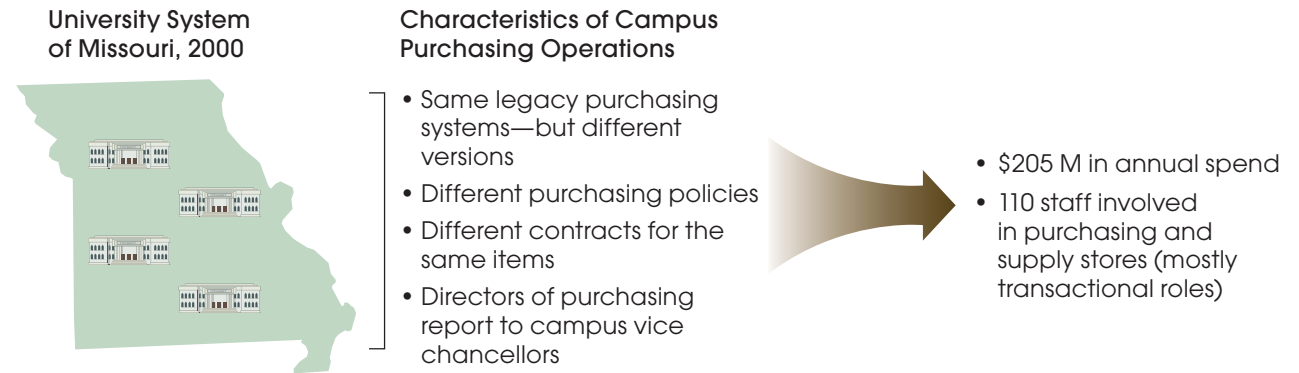 University System
of Missouri, 2000
Characteristics of Campus
Purchasing Operations
• Same legacy purchasing
systems—but different
versions
• Different purchasing policies
• Different contracts for the
same items
• Directors of purchasing
report to campus vice
chancellors
• $205 M in annual spend
• 110 staff involved
in purchasing and
supply stores (mostly
transactional roles)